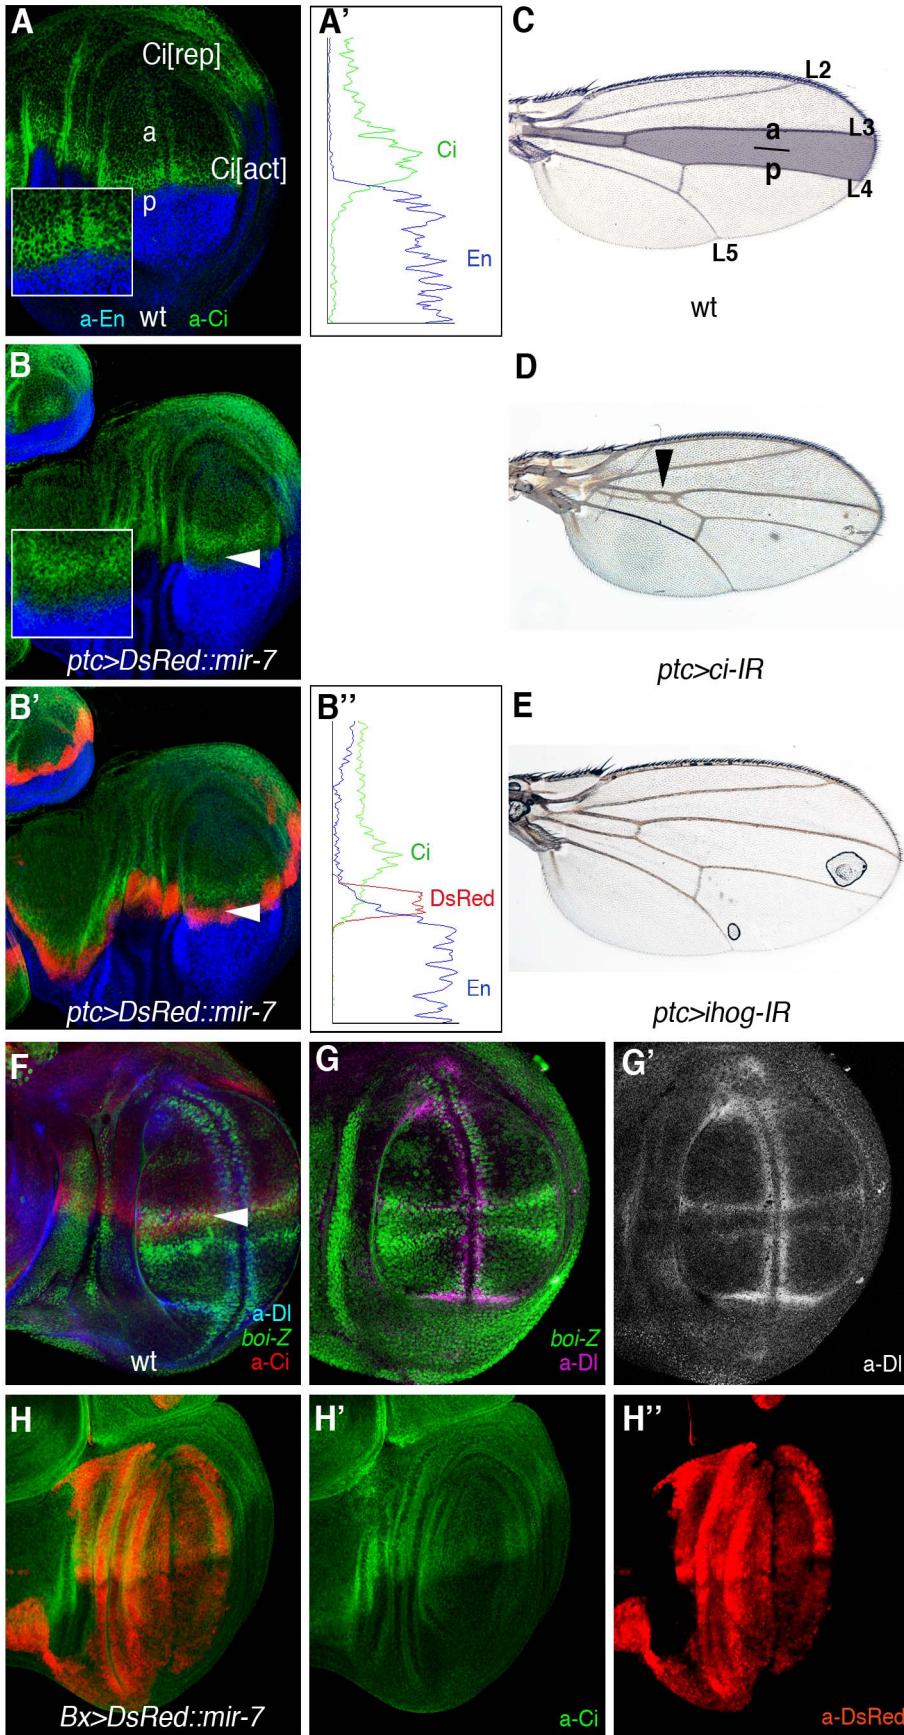 A
Ci[rep]
a
Ci[act]
p
a-En wt a-Ci
A'
Ci
En
C
L2
a
L3
p
L4
L5
wt
B
ptc>DsRed::mir-7
D
ptc>ci-IR
B'
ptc>DsRed::mir-7
B''
Ci
DsRed
En
E
ptc>ihog-IR
F
a-Dl
boi-Z
wt
a-Ci
G
boi-Z
a-Dl
G'
a-Dl
H
Bx>DsRed::mir-7
H'
a-Ci
H''
a-DsRed